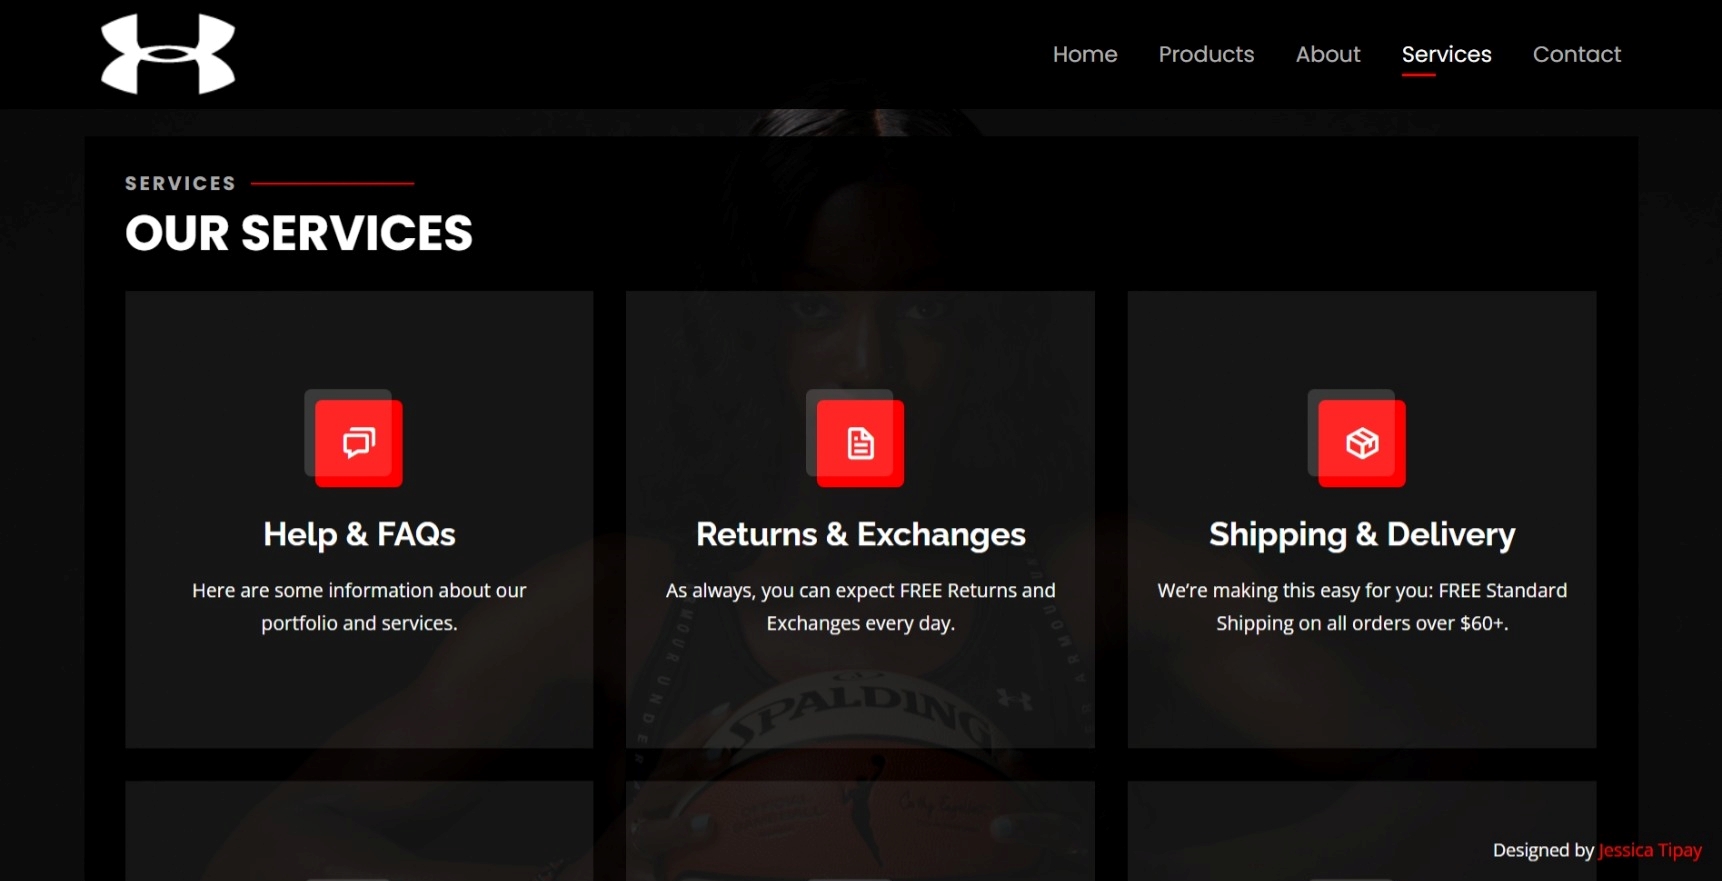 Home Products About Services Contact
SERVICES
OUR SERVICES
Help & FAQs
Here are some information about our
portfolio and services.
Returns & Exchanges
As always, you can expect FREE Returns and
Exchanges every day.
Shipping & Delivery
We’re making this easy for you: FREE Standard
Shipping on all orders over $60+.
SPALDING
Designed by Jessica Tipay